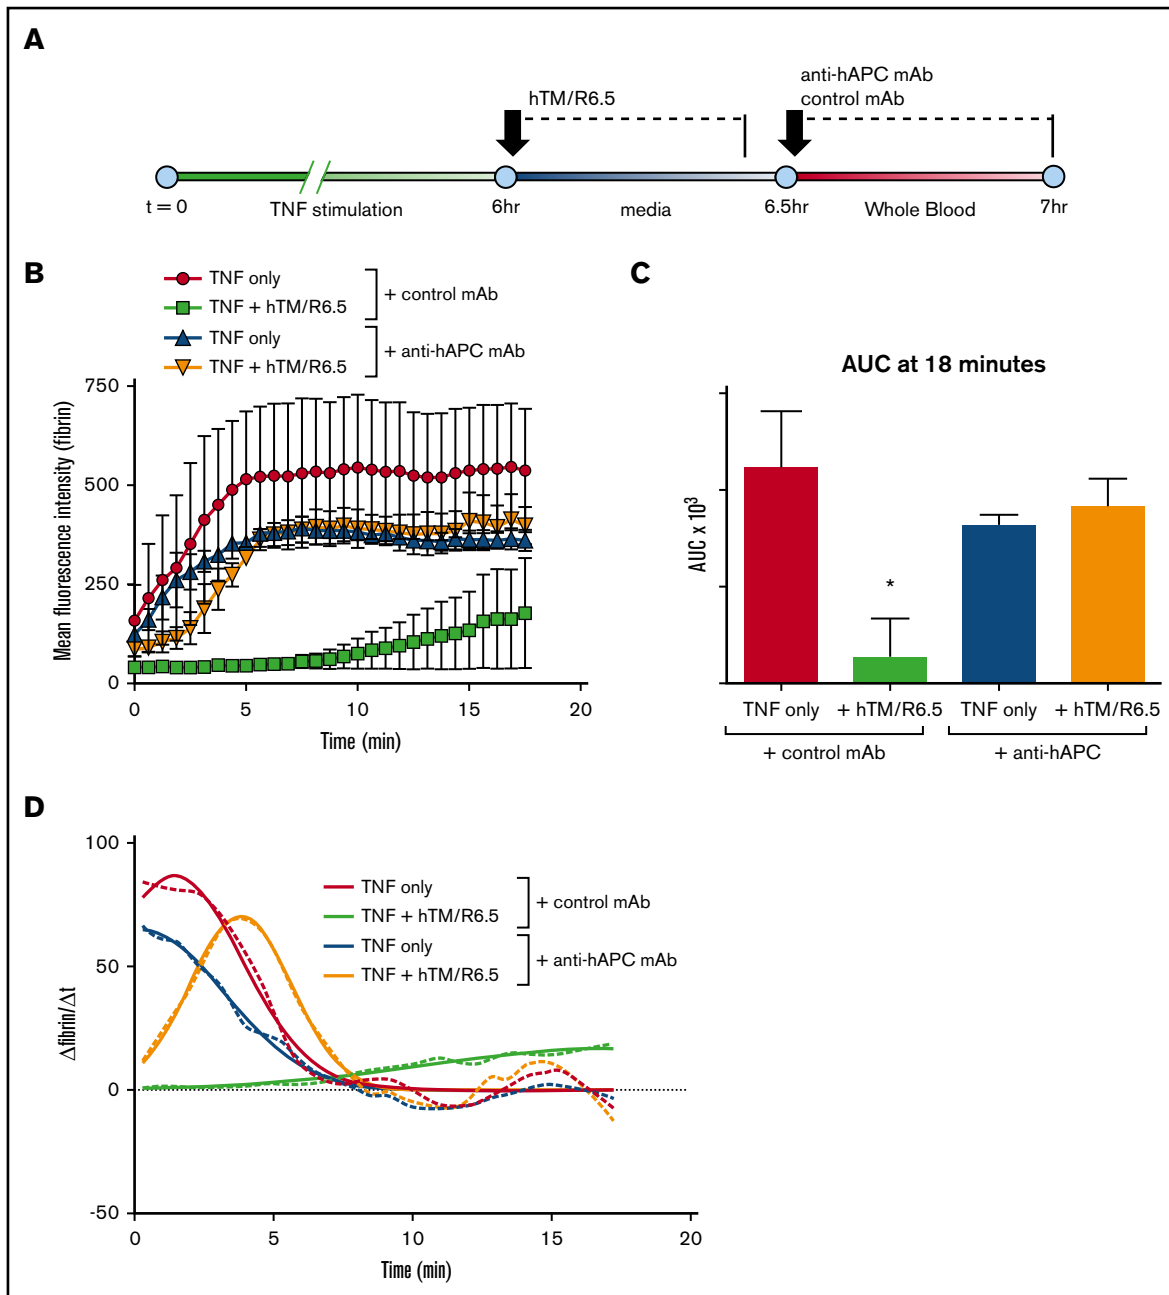 A
hTM/R6.5
anti-hAPC mAb
control mAb
t = 0
TNF stimulation
6hr
media
6.5hr
Whole Blood
7hr
B
TNF only
TNF + hTM/R6.5
+ control mAb
TNF only
TNF + hTM/R6.5
+ anti-hAPC mAb
Mean fluorescence intensity (fibrin)
750
500
250
0
0
5
10
15
20
Time (min)
C
AUC at 18 minutes
AUC x 10³
*
TNF only
+ hTM/R6.5
TNF only
+ hTM/R6.5
+ control mAb
+ anti-hAPC
D
Δfibrin/Δt
100
50
0
-50
TNF only
TNF + hTM/R6.5
+ control mAb
TNF only
TNF + hTM/R6.5
+ anti-hAPC mAb
0
5
10
15
20
Time (min)